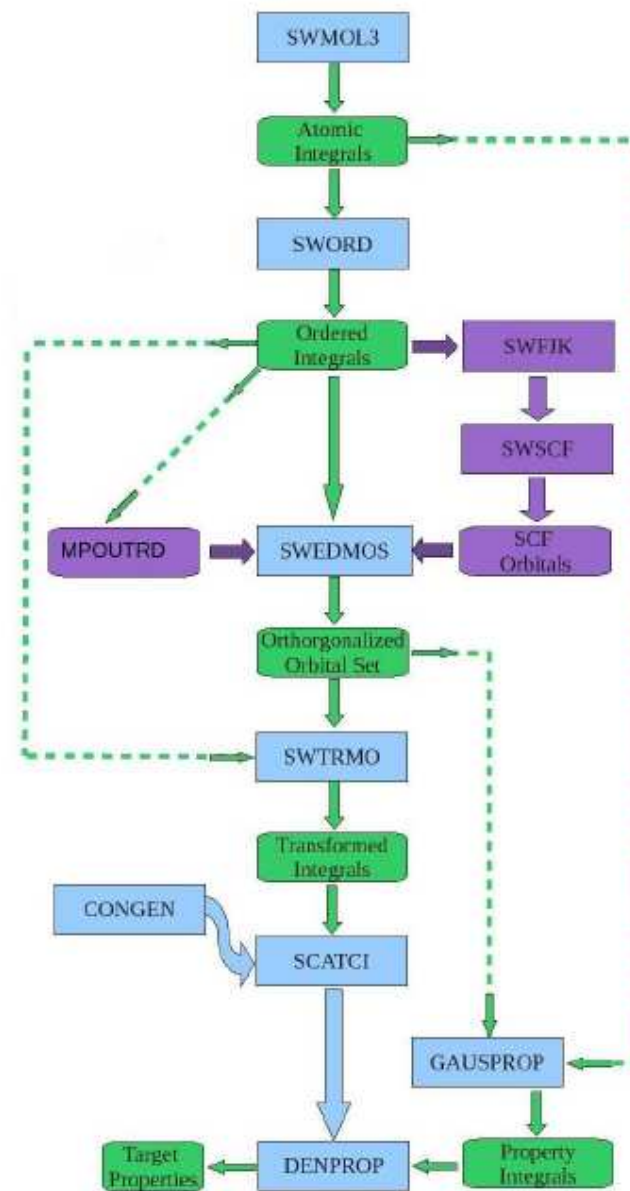 SWMOL3
Atomic
Integrals
SWORD
Ordered
Integrals
SWFJK
SWSCF
MPOUTRD
SWEDMOS
SCF
Orbitals
Orthorgonalized
Orbital Set
SWTRMO
Transformed
Integrals
CONGEN
SCATCI
GAUSPROP
Target
Properties
DENPROP
Property
Integrals